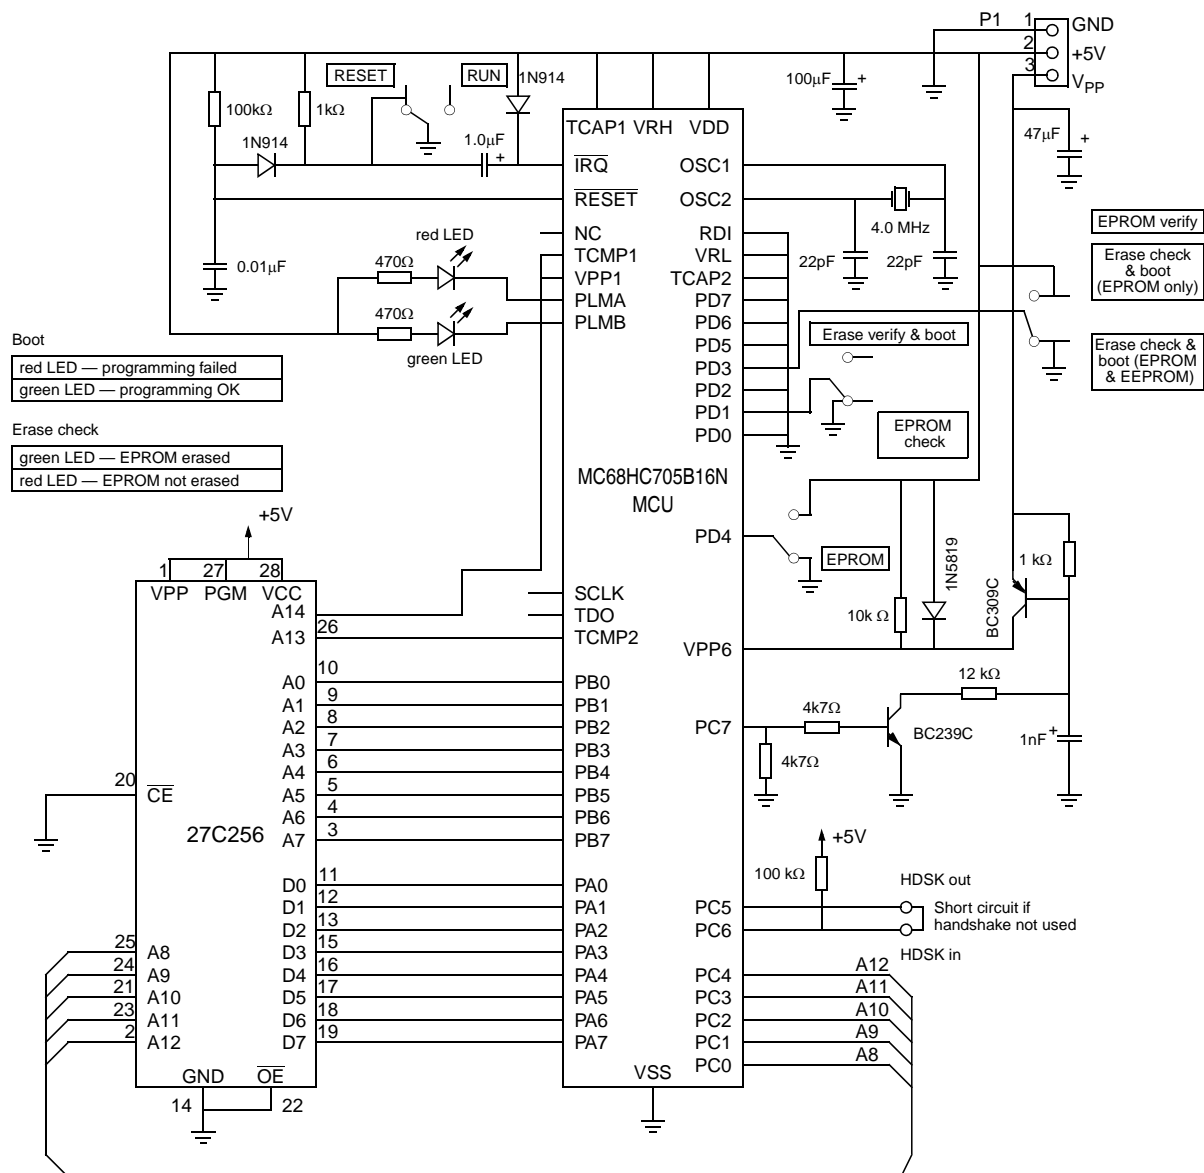 P1
1
GND
2
+5V
3
VPP
RESET
RUN
1N914
100µF
+
100kΩ
1kΩ
47µF
+
1N914
1.0µF
+
TCAP1 VRH VDD
IRQ
OSC1
RESET
OSC2
4.0 MHz
EPROM verify
NC
RDI
red LED
TCMP1
VRL
22pF
22pF
Erase check
& boot
(EPROM only)
0.01µF
470Ω
VPP1
TCAP2
PLMA
PD7
470Ω
PLMB
PD6
green LED
PD5
Erase verify & boot
Erase check &
boot (EPROM
& EEPROM)
PD3
PD2
PD1
PD0
EPROM
check
Boot
red LED — programming failed
green LED — programming OK
Erase check
green LED — EPROM erased
red LED — EPROM not erased
MC68HC705B16N
MCU
+5V
PD4
EPROM
1N5819
1 kΩ
BC309C
1
27
28
VPP PGM VCC
SCLK
A14
TDO
10k Ω
26
A13
TCMP2
VPP6
10
A0
PB0
12 kΩ
9
A1
PB1
8
A2
PB2
PC7
4k7Ω
BC239C
1nF
+
7
A3
PB3
4k7Ω
6
A4
PB4
20
CE
5
A5
PB5
4
A6
PB6
27C256
3
A7
PB7
+5V
100 kΩ
11
D0
PA0
HDSK out
12
D1
PA1
PC5
Short circuit if
handshake not used
13
D2
PA2
PC6
HDSK in
25
A8
15
D3
PA3
24
A9
16
D4
PA4
PC4
A12
21
A10
17
D5
PA5
PC3
A11
23
A11
18
D6
PA6
PC2
A10
2
A12
19
D7
PA7
PC1
A9
PC0
A8
GND
OE
VSS
14
22